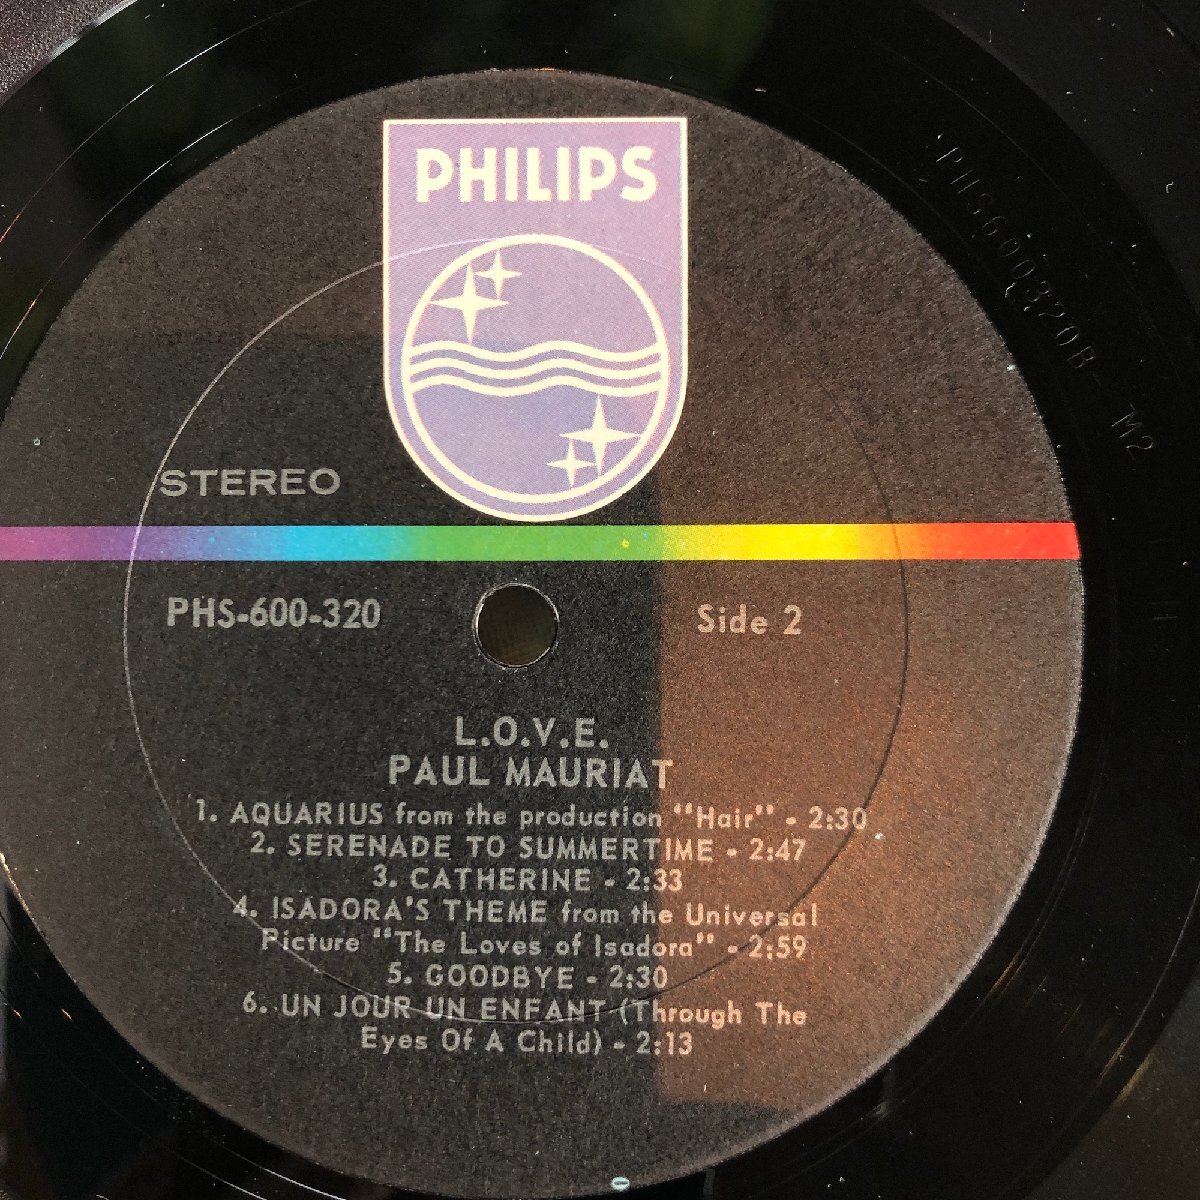 PHILIPS
STEREO
PHS-600-320
Side 2
L.O.V.E.
PAUL MAURIAT
1. AQUARIUS from the production "Hair" - 2:30
2. SERENADE TO SUMMERTIME - 2:47
3. CATHERINE - 2:33
4. ISADORA'S THEME from the Universal
Picture "The Loves of Isadora" - 2:59
5. GOODBYE - 2:30
6. UN JOUR UN ENFANT (Through The
Eyes Of A Child) - 2:13
M2